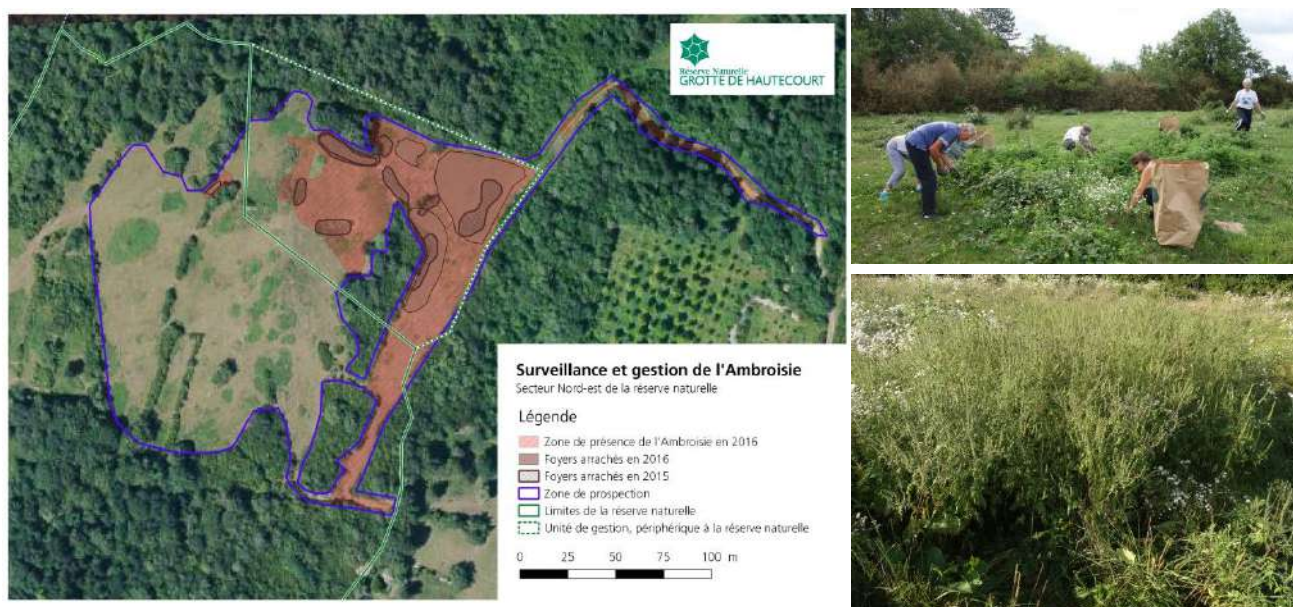 Réserve Naturelle
GROTTE DE HAUTECOURT
Surveillance et gestion de l'Ambroisie
Secteur Nord-est de la réserve naturelle
Légende
Zone de présence de l'Ambroisie en 2016
Foyers arrachés en 2016
Foyers arrachés en 2015
Zone de prospection
Limites de la réserve naturelle
Unité de gestion, périphérique à la réserve naturelle
0 25 50 75 100 m